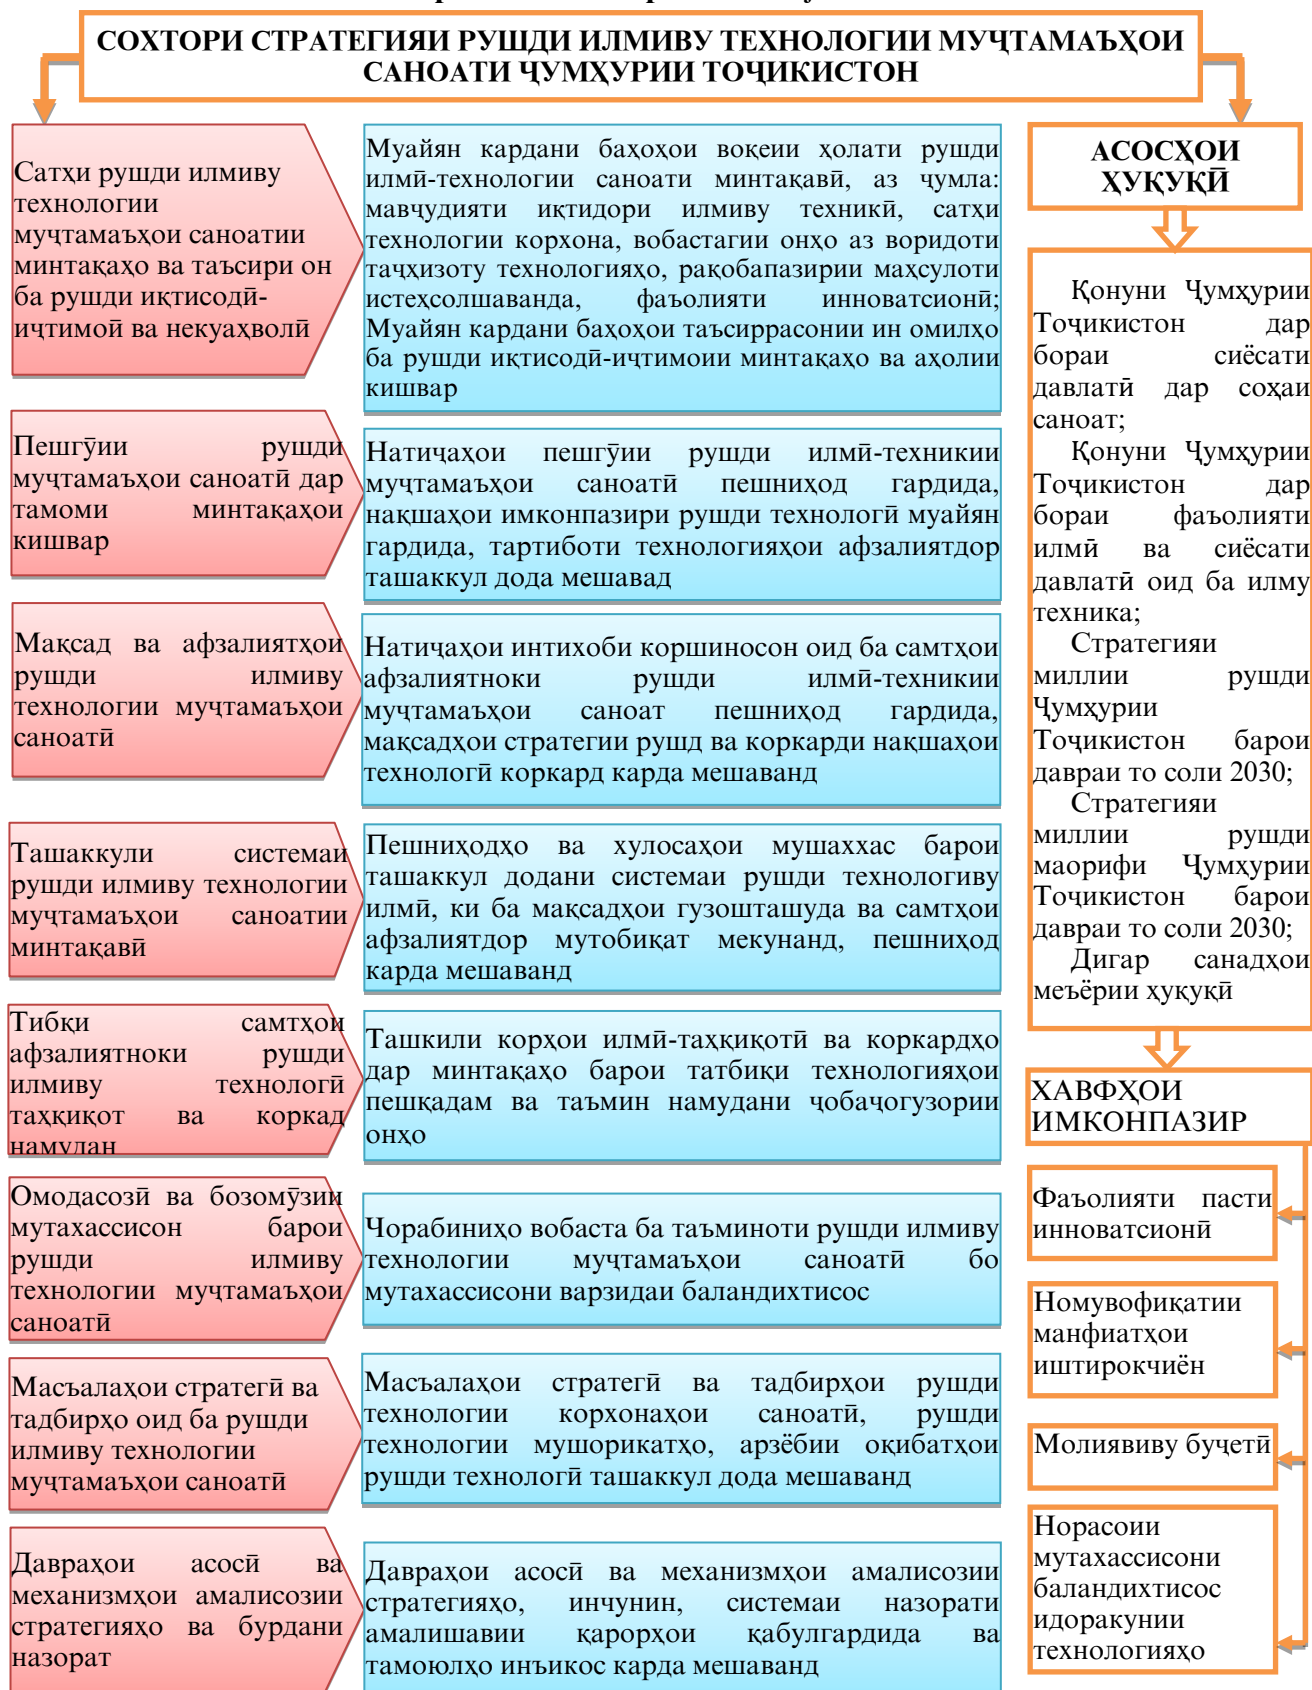 СОХТОРИ СТРАТЕГИЯИ РУШДИ ИЛМИВУ ТЕХНОЛОГИИ МУҶТАМАЪҲОИ
САНОАТИ ҶУМҲУРИИ ТОҶИКИСТОН
Сатҳи рушди илмиву
технологии
муҷтамаъҳои саноатии
минтақаҳо ва таъсири он
ба рушди иқтисодӣ-
иҷтимоӣ ва некуаҳволӣ
Муайян кардани баҳоҳои воқеии ҳолати рушди
илмӣ-технологии саноати минтақавӣ, аз ҷумла:
мавҷудияти иқтидори илмиву техникӣ, сатҳи
технологии корхона, вобастагии онҳо аз воридоти
таҷҳизоту технологияҳо, рақобапазирии маҳсулоти
истеҳсолшаванда, фаъолияти инноватсионӣ;
Муайян кардани баҳоҳои таъсиррасонии ин омилҳо
ба рушди иқтисодӣ-иҷтимоии минтақаҳо ва аҳолии
кишвар
Пешгӯии рушди
муҷтамаъҳои саноатӣ дар
тамоми минтақаҳои
кишвар
Натиҷаҳои пешгӯии рушди илмӣ-техникии
муҷтамаъҳои саноатӣ пешниҳод гардида,
нақшаҳои имконпазири рушди технологӣ муайян
гардида, тартиботи технологияҳои афзалиятдор
ташаккул дода мешавад
Мақсад ва афзалиятҳои
рушди илмиву
технологии муҷтамаъҳои
саноатӣ
Натиҷаҳои интихоби коршиносон оид ба самтҳои
афзалиятноки рушди илмӣ-техникии
муҷтамаъҳои саноат пешниҳод гардида,
мақсадҳои стратегии рушд ва коркарди нақшаҳои
технологӣ коркард карда мешаванд
Ташаккули системаи
рушди илмиву технологии
муҷтамаъҳои саноатии
минтақавӣ
Пешниҳодҳо ва хулосаҳои мушаххас барои
ташаккул додани системаи рушди технологиву
илмӣ, ки ба мақсадҳои гузошташуда ва самтҳои
афзалиятдор мутобиқат мекунанд, пешниҳод
карда мешаванд
Тибқи самтҳои
афзалиятноки рушди
илмиву технологӣ
таҳқиқот ва коркад
намудан
Ташкили корҳои илмӣ-таҳқиқотӣ ва коркардҳо
дар минтақаҳо барои татбиқи технологияҳои
пешқадам ва таъмин намудани ҷобаҷогузории
онҳо
Омодасозӣ ва бозомӯзии
мутахассисон барои
рушди илмиву
технологии муҷтамаъҳои
саноатӣ
Чорабиниҳо вобаста ба таъминоти рушди илмиву
технологии муҷтамаъҳои саноатӣ бо
мутахассисони варзидаи баландихтисос
Масъалаҳои стратегӣ ва
тадбирҳо оид ба рушди
илмиву технологии
муҷтамаъҳои саноатӣ
Масъалаҳои стратегӣ ва тадбирҳои рушди
технологии корхонаҳои саноатӣ, рушди
технологии мушорикатҳо, арзёбии оқибатҳои
рушди технологӣ ташаккул дода мешаванд
Давраҳои асосӣ ва
механизмҳои амалисозии
стратегияҳо ва бурдани
назорат
Давраҳои асосӣ ва механизмҳои амалисозии
стратегияҳо, инчунин, системаи назорати
амалишавии қарорҳои қабулгардида ва
тамоюлҳо инъикос карда мешаванд
АСОСҲОИ
ҲУҚУҚӢ
Қонуни Ҷумҳурии
Тоҷикистон дар
бораи сиёсати
давлатӣ дар соҳаи
саноат;
Қонуни Ҷумҳурии
Тоҷикистон дар
бораи фаъолияти
илмӣ ва сиёсати
давлатӣ оид ба илму
техника;
Стратегияи
миллии рушди
Ҷумҳурии
Тоҷикистон барои
давраи то соли 2030;
Стратегияи
миллии рушди
маорифи Ҷумҳурии
Тоҷикистон барои
давраи то соли 2030;
Дигар санадҳои
меъёрии ҳуқуқӣ
ХАВФҲОИ
ИМКОНПАЗИР
Фаъолияти пасти
инноватсионӣ
Номувофиқатии
манфиатҳои
иштирокчиён
Молиявиву буҷетӣ
Норасоии
мутахассисони
баландихтисос
идоракунии
технологияҳо